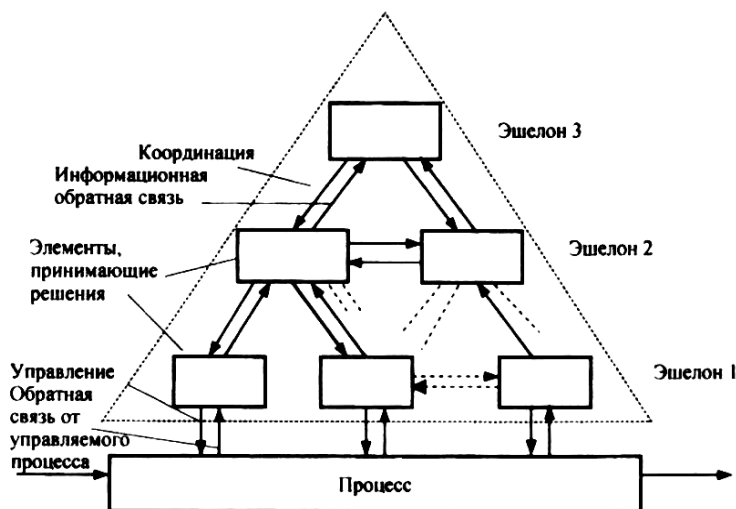 Эшелон 3
Координация
Информационная
обратная связь
Эшелон 2
Элементы,
принимающие
решения
Эшелон 1
Управление
Обратная
связь от
управляемого
процесса
Процесс